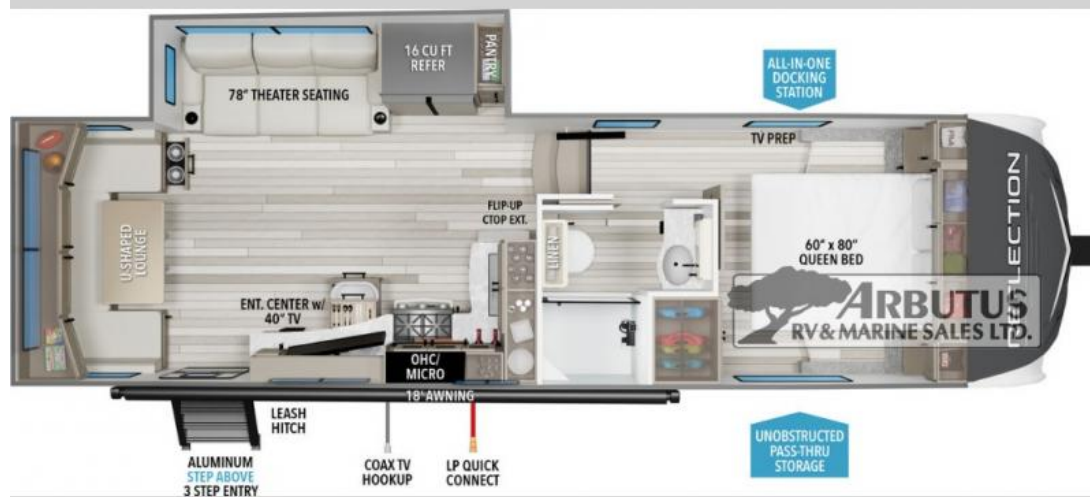 16 CU FT
REFER
PANTRY
78" THEATER SEATING
ALL-IN-ONE
DOCKING
STATION
TV PREP
FLIP-UP
CTOP EXT.
U-SHAPED
LOUNGE
LINEN
60" x 80"
QUEEN BED
REFLECTION
ENT. CENTER w/
40" TV
ARBUTUS
RV & MARINE SALES LTD.
OHC/
MICRO
18' AWNING
LEASH
HITCH
ALUMINUM
STEP ABOVE
3 STEP ENTRY
COAX TV
HOOKUP
LP QUICK
CONNECT
UNOBSTRUCTED
PASS-THRU
STORAGE